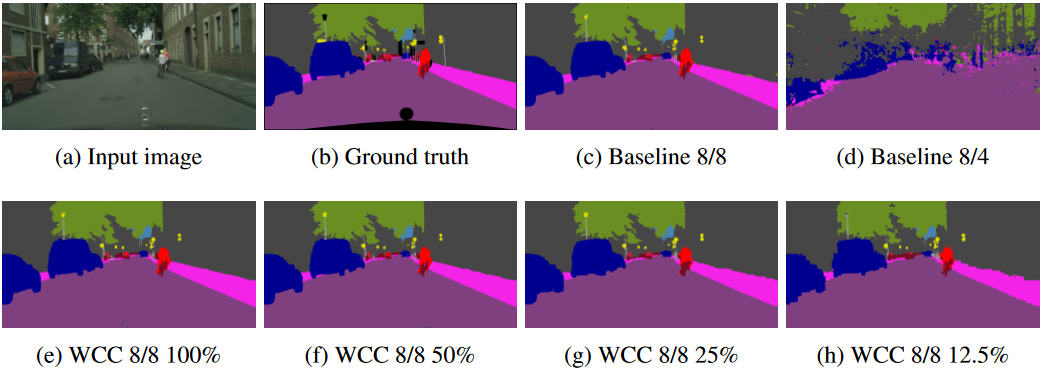 (a) Input image
(b) Ground truth
(c) Baseline 8/8
(d) Baseline 8/4
(e) WCC 8/8 100%
(f) WCC 8/8 50%
(g) WCC 8/8 25%
(h) WCC 8/8 12.5%